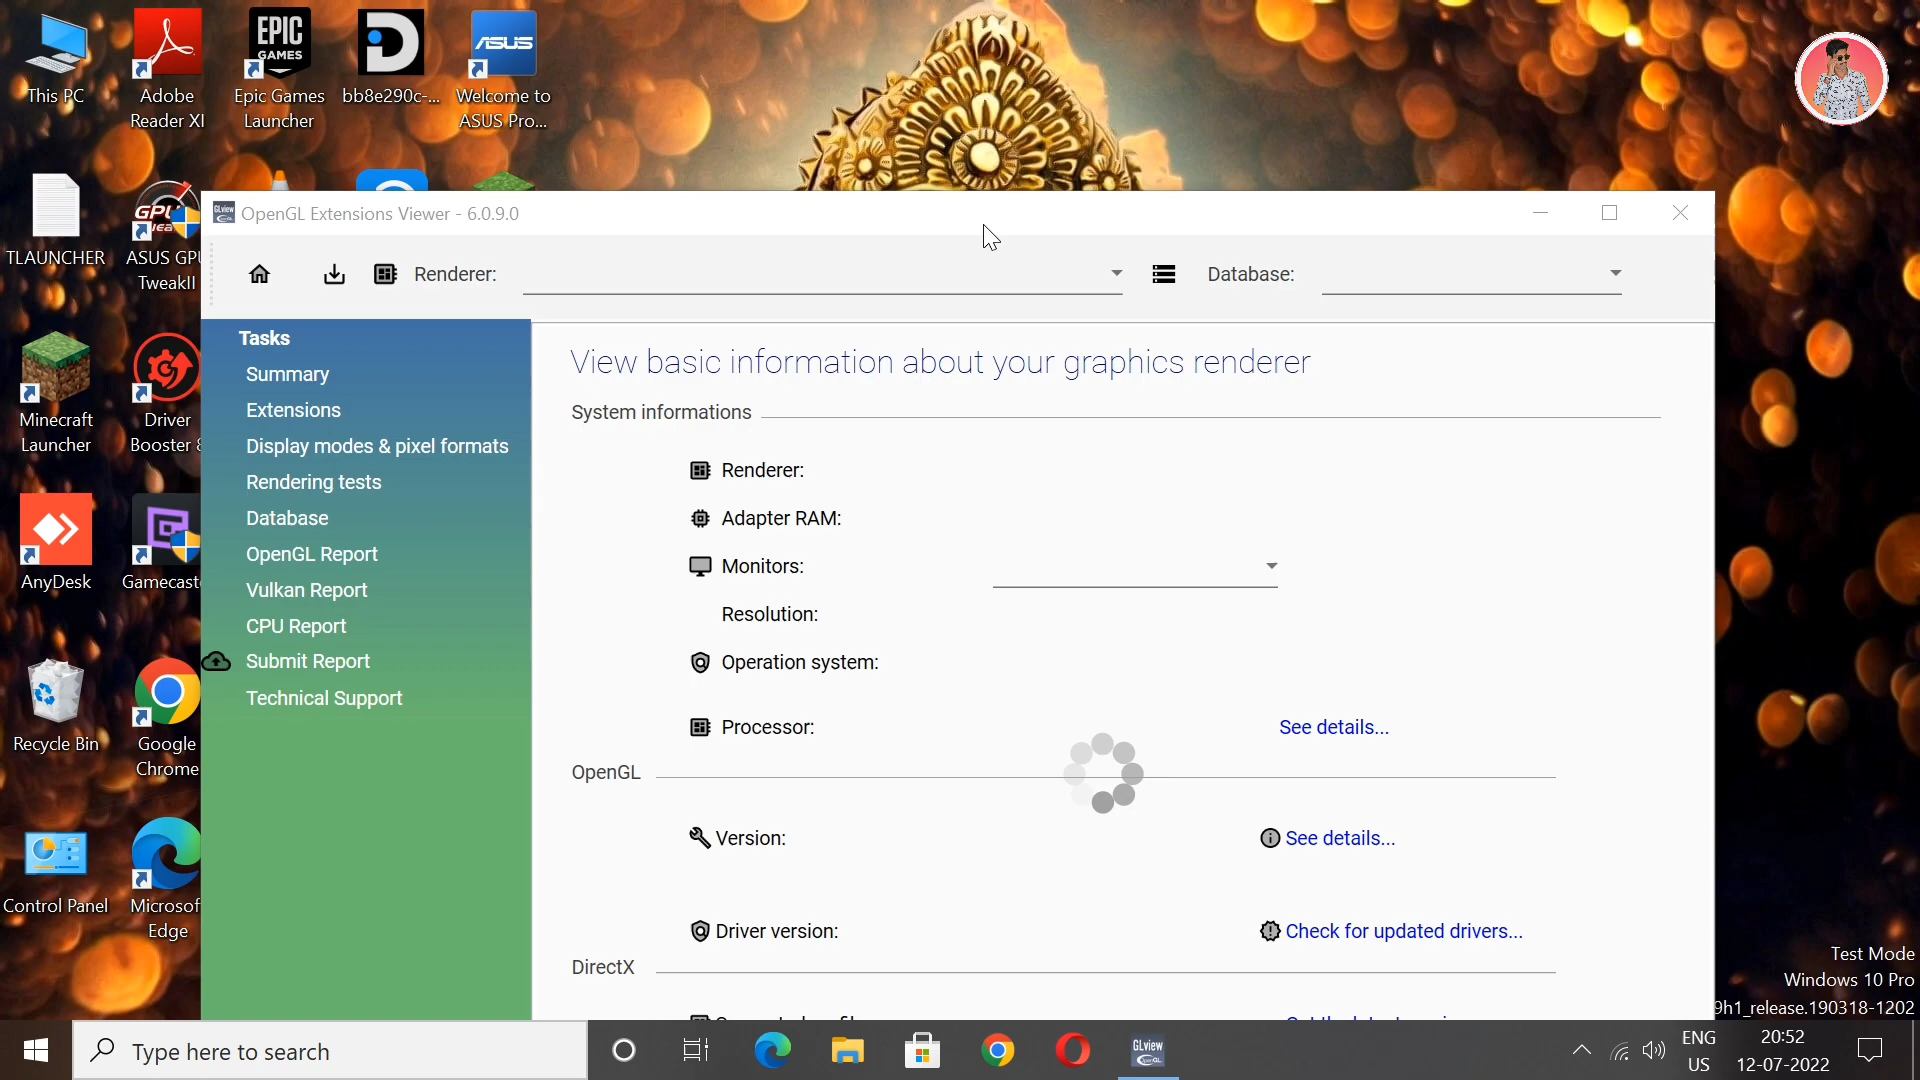 This PC
Adobe
Reader XI
EPIC
GAMES
Epic Games
Launcher
bb8e290c-...
ASUS
Welcome to
ASUS Pro...
TLAUNCHER
ASUS GPU
TweakII
Minecraft
Launcher
Driver
Booster 8
AnyDesk
Gamecaste
Recycle Bin
Google
Chrome
Control Panel
Microsof
Edge
GLview
OpenGL Extensions Viewer - 6.0.9.0
Renderer:
Database:
Tasks
Summary
Extensions
Display modes & pixel formats
Rendering tests
Database
OpenGL Report
Vulkan Report
CPU Report
Submit Report
Technical Support
View basic information about your graphics renderer
System informations
Renderer:
Adapter RAM:
Monitors:
Resolution:
Operation system:
Processor:
See details...
OpenGL
Version:
See details...
Driver version:
Check for updated drivers...
DirectX
Test Mode
Windows 10 Pro
9h1_release.190318-1202
Type here to search
GLview
ENG
US
20:52
12-07-2022